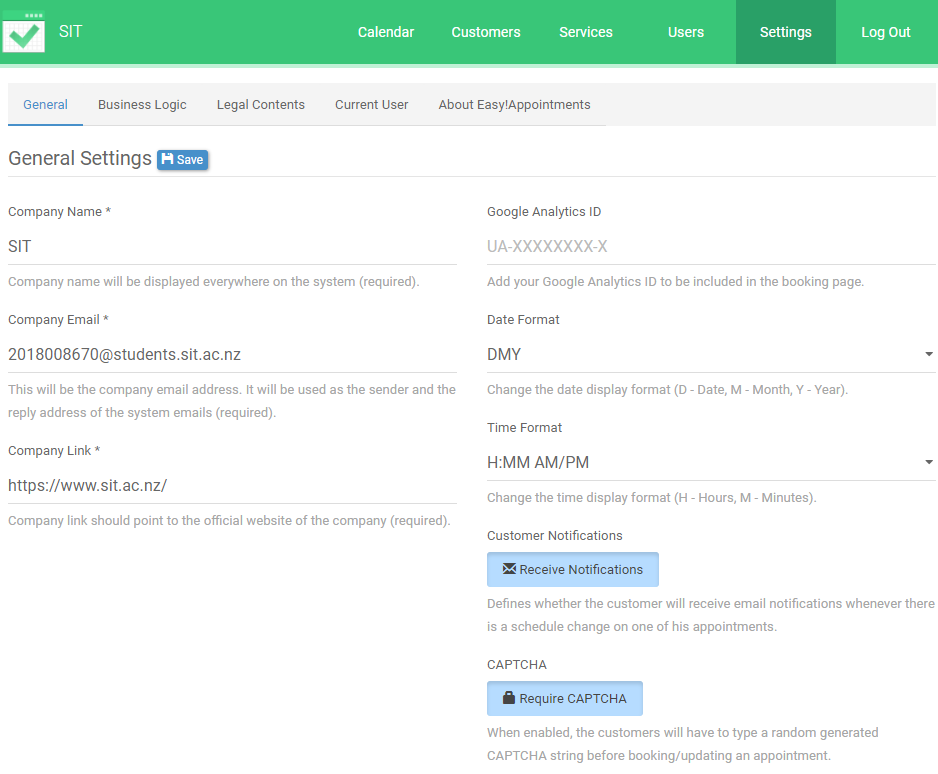 SIT
Calendar
Customers
Services
Users
Settings
Log Out
General
Business Logic
Legal Contents
Current User
About Easy!Appointments
General Settings
Save
Company Name *
SIT
Company name will be displayed everywhere on the system (required).
Company Email *
2018008670@students.sit.ac.nz
This will be the company email address. It will be used as the sender and the
reply address of the system emails (required).
Company Link *
https://www.sit.ac.nz/
Company link should point to the official website of the company (required).
Google Analytics ID
UA-XXXXXXXX-X
Add your Google Analytics ID to be included in the booking page.
Date Format
DMY
Change the date display format (D - Date, M - Month, Y - Year).
Time Format
H:MM AM/PM
Change the time display format (H - Hours, M - Minutes).
Customer Notifications
Receive Notifications
Defines whether the customer will receive email notifications whenever there
is a schedule change on one of his appointments.
CAPTCHA
Require CAPTCHA
When enabled, the customers will have to type a random generated
CAPTCHA string before booking/updating an appointment.